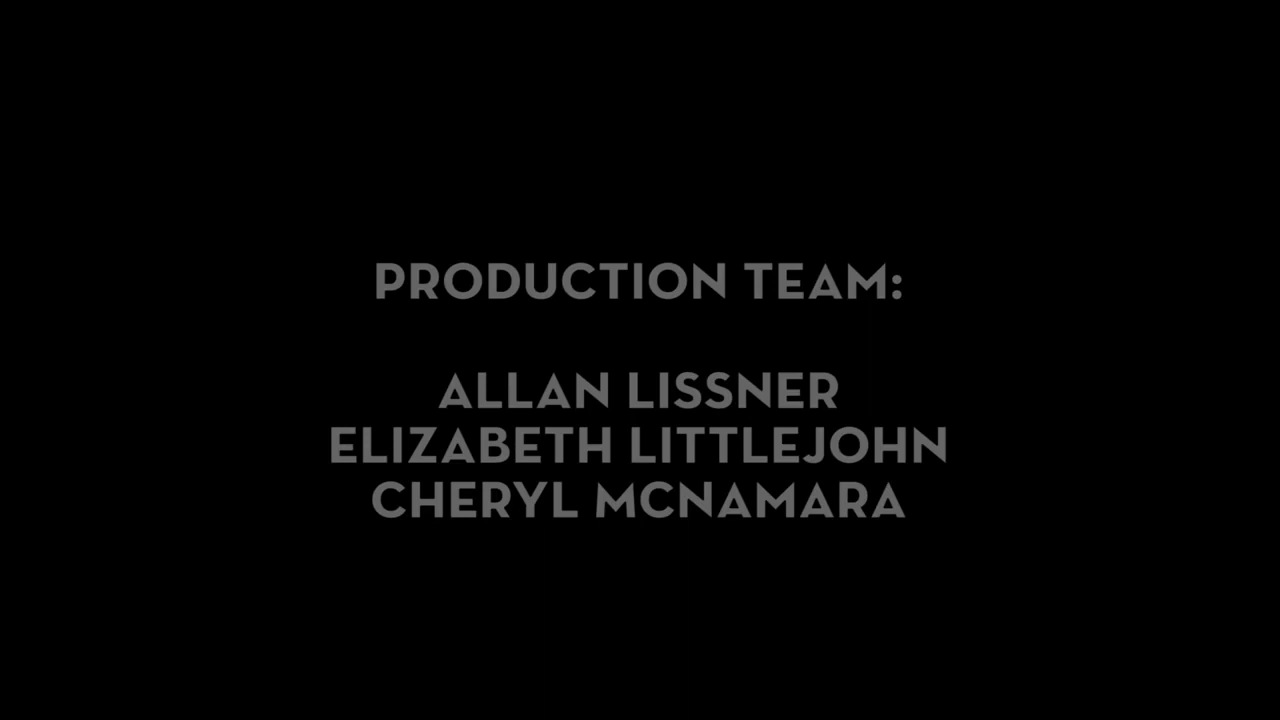 PRODUCTION TEAM:
ALLAN LISSNER
ELIZABETH LITTLEJOHN
CHERYL MCNAMARA